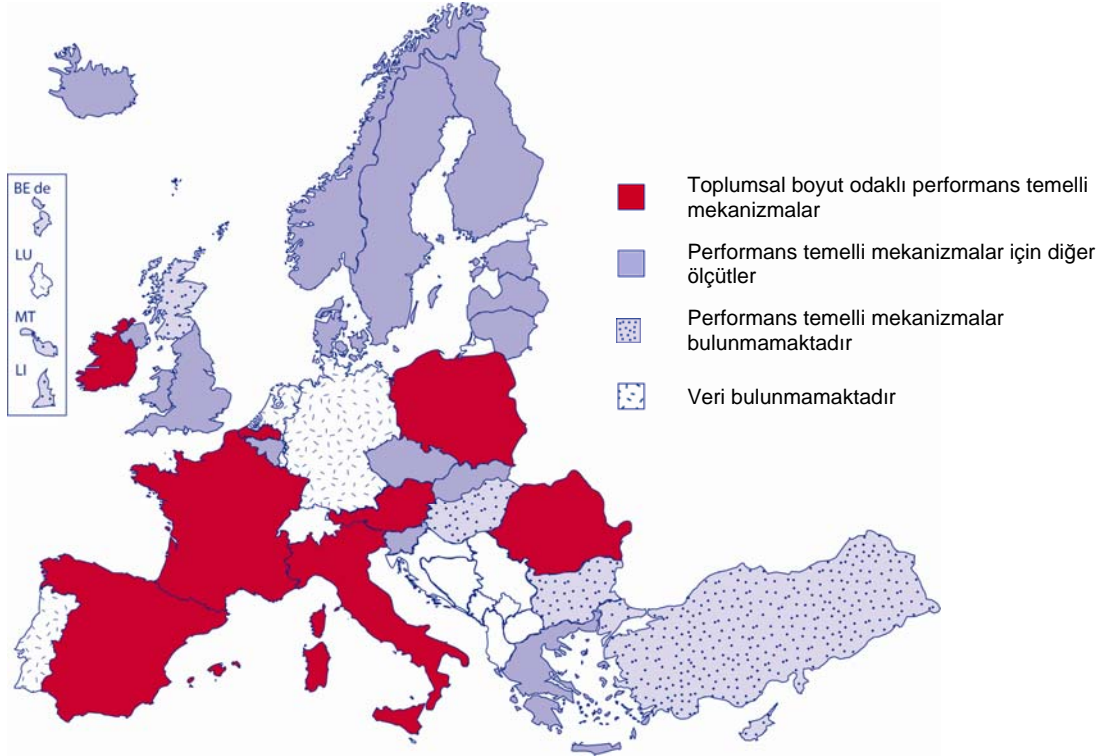 BE de
LU
MT
LI
Toplumsal boyut odaklı performans temelli
mekanizmalar
Performans temelli mekanizmalar için diğer
ölçütler
Performans temelli mekanizmalar
bulunmamaktadır
Veri bulunmamaktadır